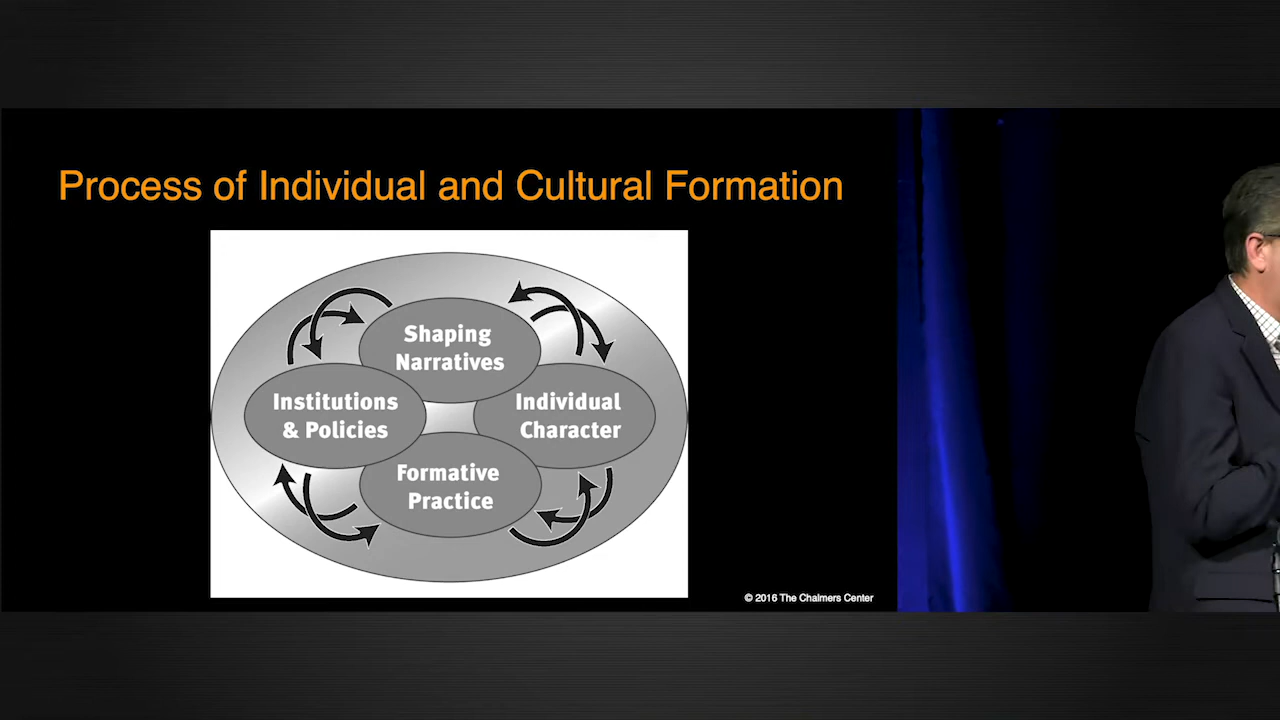 Process of Individual and Cultural Formation
Shaping
Narratives
Institutions
& Policies
Individual
Character
Formative
Practice
© 2016 The Chalmers Center